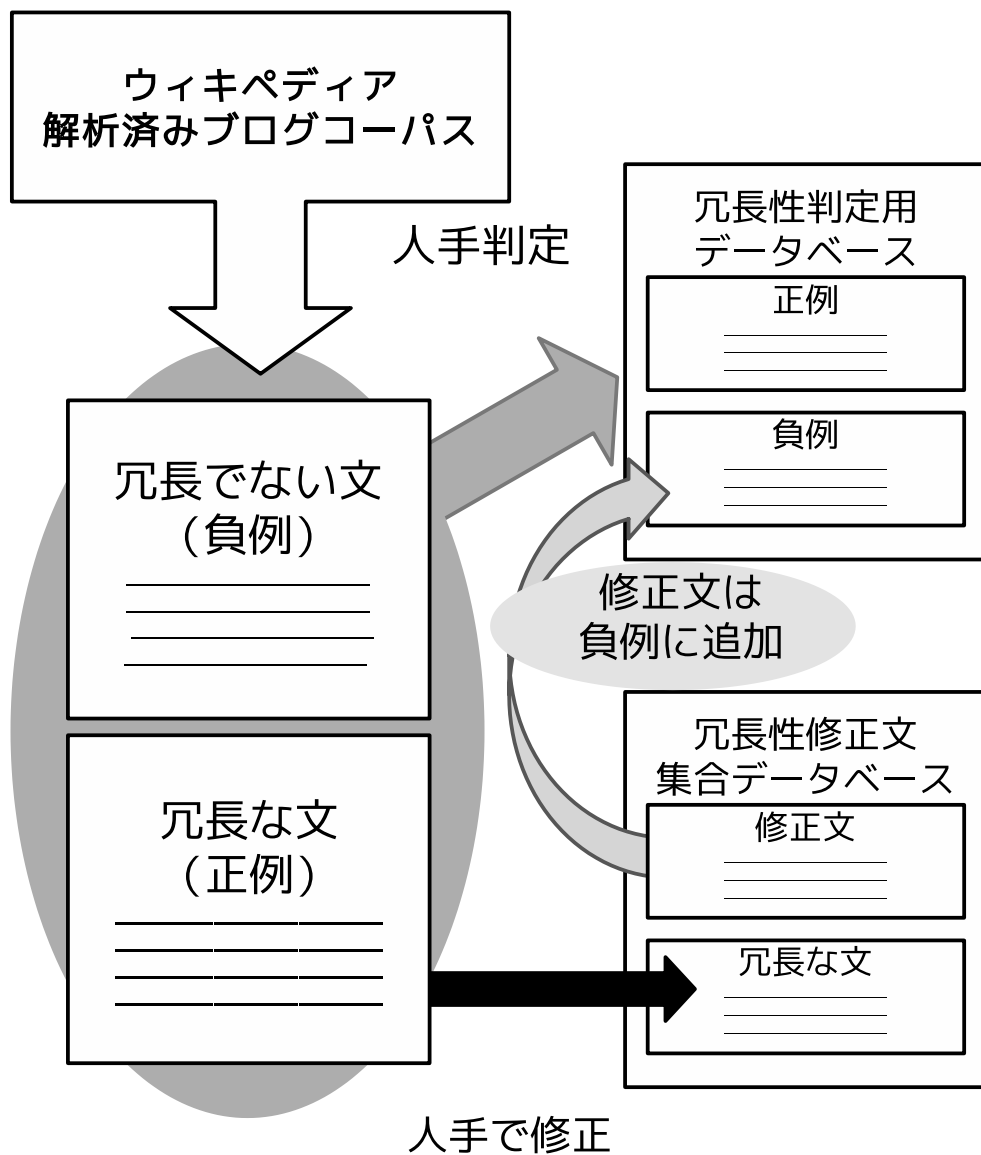 ウィキペディア
解析済みブログコーパス
人手判定
冗長性判定用
データベース
正例
負例
冗長でない文
（負例）
修正文は
負例に追加
冗長な文
（正例）
冗長性修正文
集合データベース
修正文
冗長な文
人手で修正